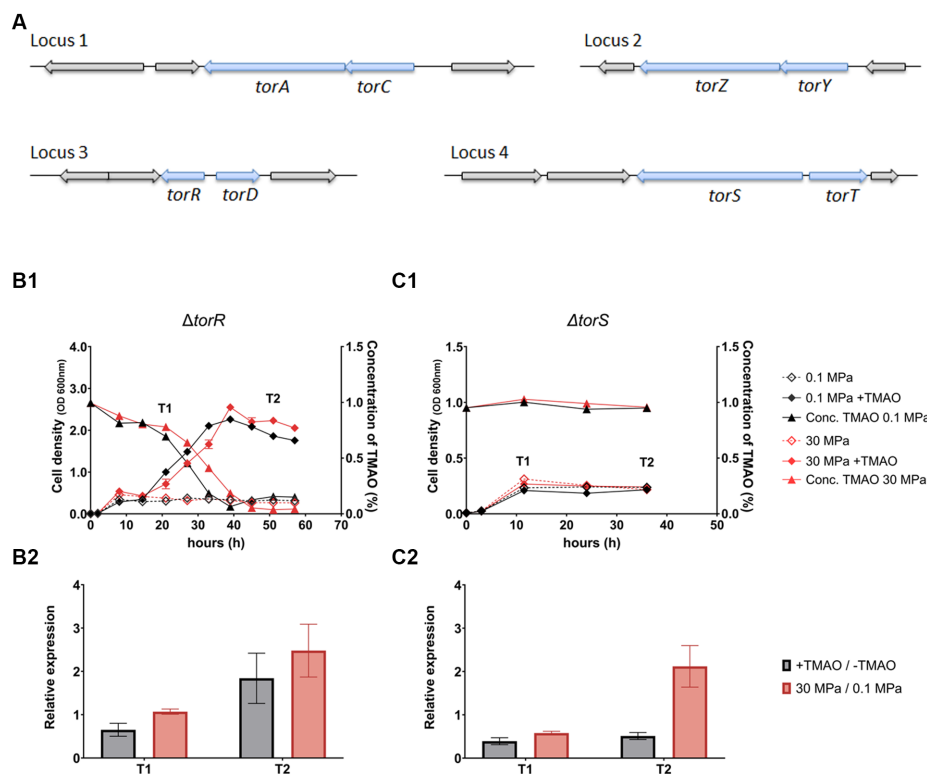 A
Locus 1
Locus 2
torA torC
torZ torY
Locus 3
Locus 4
torR torD
torS torT
B1
C1
ΔtorR
ΔtorS
Cell density (OD 600nm)
4.0
3.0
2.0
1.0
0.0
T1
T2
1.5
1.0
0.5
0.0
Concentration of TMAO (%)
0 10 20 30 40 50 60 70
hours (h)
Cell density (OD 600nm)
1.5
1.0
0.5
0.0
T1
T2
1.5
1.0
0.5
0.0
Concentration of TMAO (%)
0 10 20 30 40 50
hours (h)
0.1 MPa
0.1 MPa +TMAO
Conc. TMAO 0.1 MPa
30 MPa
30 MPa +TMAO
Conc. TMAO 30 MPa
B2
C2
Relative expression
4
3
2
1
0
T1 T2
Relative expression
4
3
2
1
0
T1 T2
+TMAO / -TMAO
30 MPa / 0.1 MPa